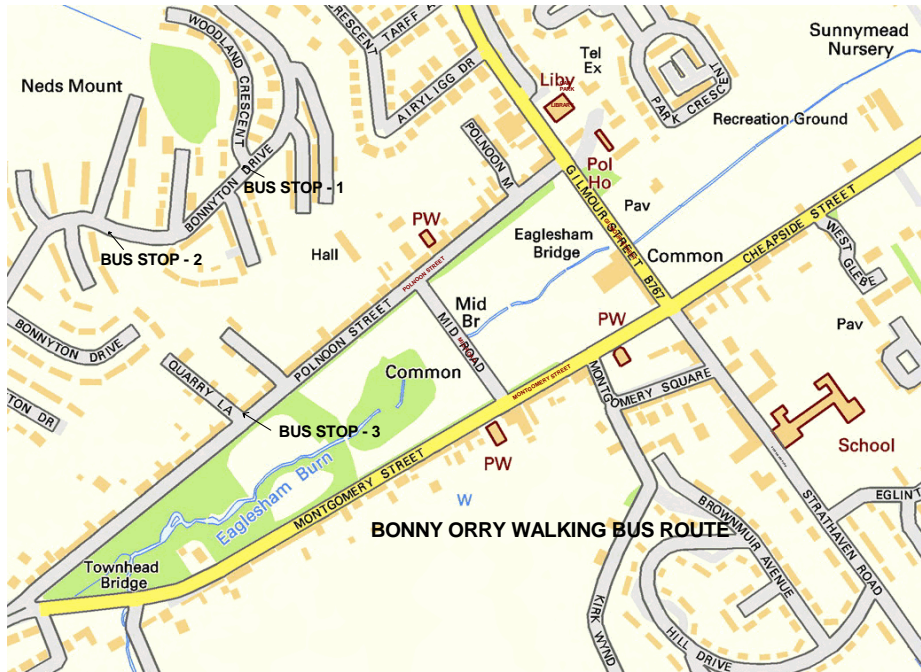 WOODLAND CRESCENT
CRESCENT
TARFF A
AIRYLIGG DR
Tel
Ex
PARK CRESCENT
Sunnymead
Nursery
Neds Mount
Liby
PARK
LIBRARY
Recreation Ground
POLNOON M
Pol
Ho
BONNYTON DRIVE
BUS STOP - 1
BUS STOP - 2
PW
Hall
POLNOON STREET
GILMOUR STREET B767
Pav
Eaglesham
Bridge
Common
CHEAPSIDE STREET
WEST GLEBE
Mid
Br
MID ROAD
PW
Pav
BONNYTON DRIVE
TON DR
QUARRY LA
POLNOON STREET
Common
MONTGOMERY STREET
MONTGOMERY SQUARE
BUS STOP - 3
PW
School
Eaglesham Burn
MONTGOMERY STREET
W
BONNY ORRY WALKING BUS ROUTE
BROWNMUIR AVENUE
STRATHAVEN ROAD
EGLINT
Townhead
Bridge
KIRK WYND
HILL DRIVE